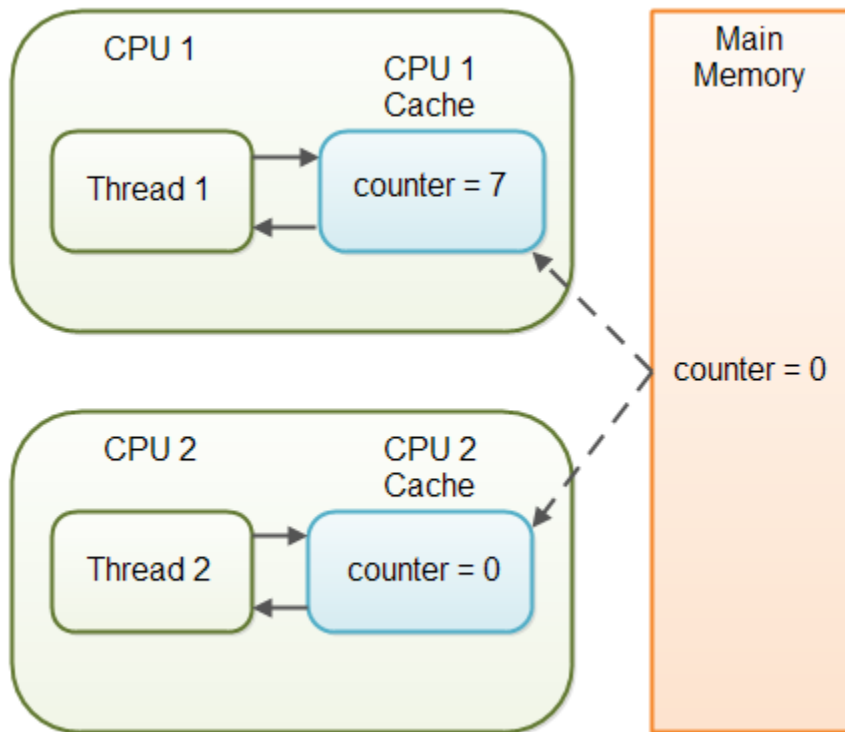 CPU 1
CPU 1
Cache
Thread 1
counter = 7
Main
Memory
counter = 0
CPU 2
CPU 2
Cache
Thread 2
counter = 0